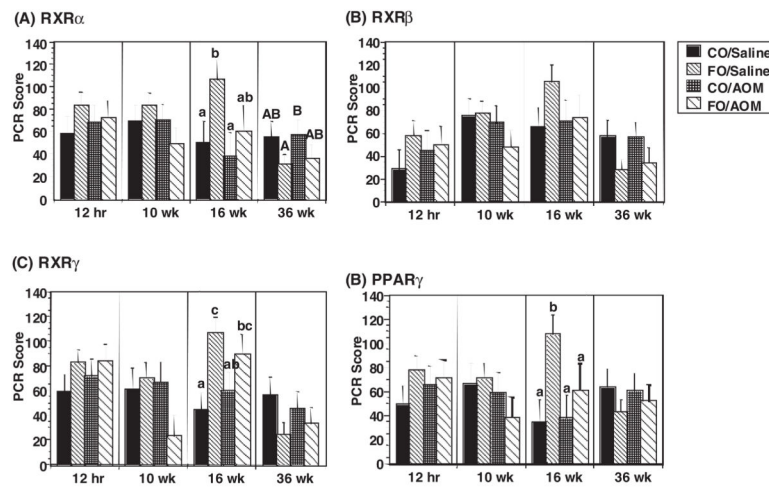 (A) RXRα
PCR Score
140
120
100
80
60
40
20
0
a
b
a
ab
AB
A
B
AB
12 hr 10 wk 16 wk 36 wk
(B) RXRβ
PCR Score
140
120
100
80
60
40
20
0
12 hr 10 wk 16 wk 36 wk
CO/Saline
FO/Saline
CO/AOM
FO/AOM
(C) RXRγ
PCR Score
140
120
100
80
60
40
20
0
a
c
ab
bc
12 hr 10 wk 16 wk 36 wk
(B) PPARγ
PCR Score
140
120
100
80
60
40
20
0
a
b
a
a
12 hr 10 wk 16 wk 36 wk